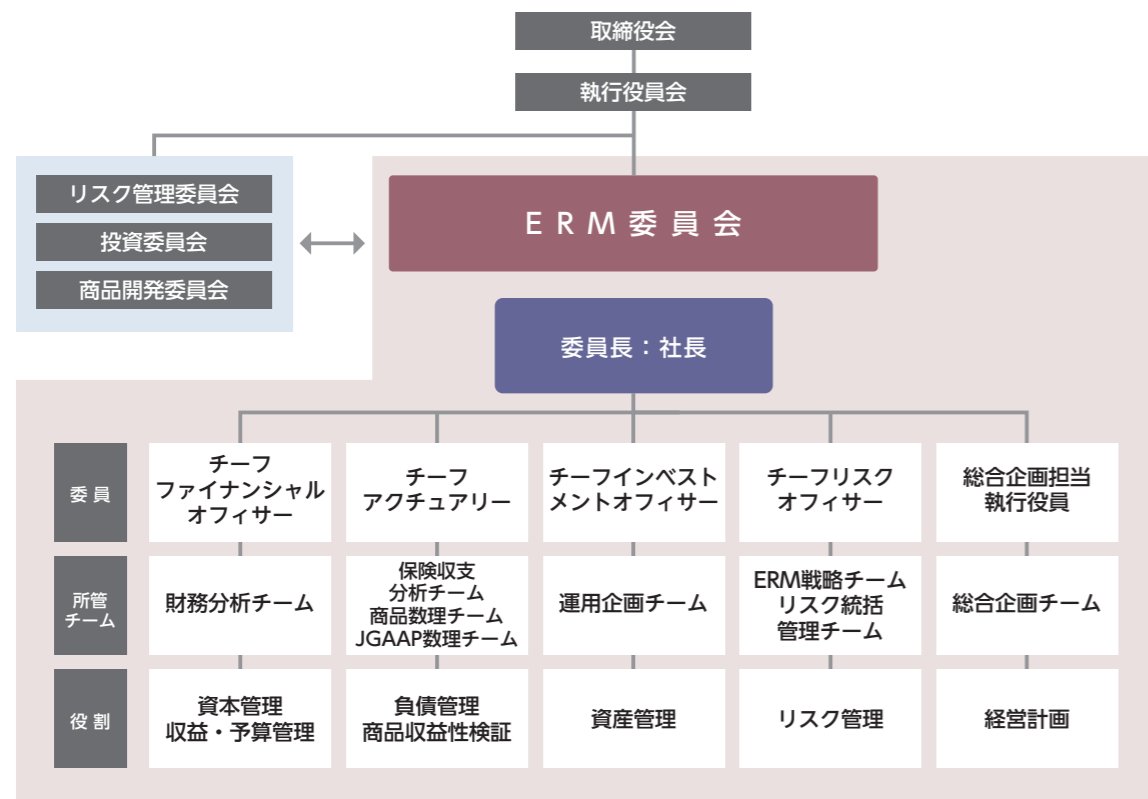 取締役会
執行役員会
リスク管理委員会
投資委員会
商品開発委員会
ERM委員会
委員長：社長
委員
チーフ
ファイナンシャル
オフィサー
チーフ
アクチュアリー
チーフインベスト
メントオフィサー
チーフリスク
オフィサー
総合企画担当
執行役員
所管
チーム
財務分析チーム
保険収支
分析チーム
商品数理チーム
JGAAP数理チーム
運用企画チーム
ERM戦略チーム
リスク統括
管理チーム
総合企画チーム
役割
資本管理
収益・予算管理
負債管理
商品収益性検証
資産管理
リスク管理
経営計画